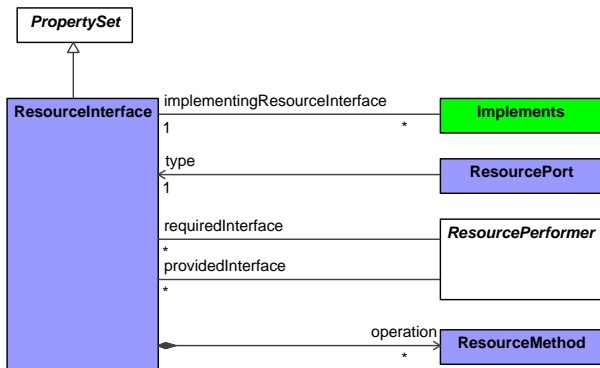 PropertySet
ResourceInterface
implementingResourceInterface
1
*
Implements
type
1
ResourcePort
requiredInterface
*
ResourcePerformer
providedInterface
*
operation
*
ResourceMethod